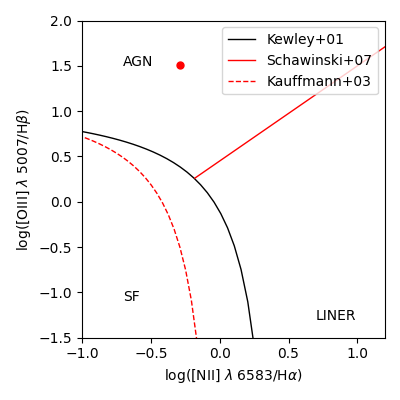 2.0
1.5
1.0
0.5
0.0
−0.5
−1.0
−1.5
log([OIII] λ 5007/Hβ)
AGN
Kewley+01
Schawinski+07
Kauffmann+03
SF
LINER
−1.0 −0.5 0.0 0.5 1.0
log([NII] λ 6583/Hα)